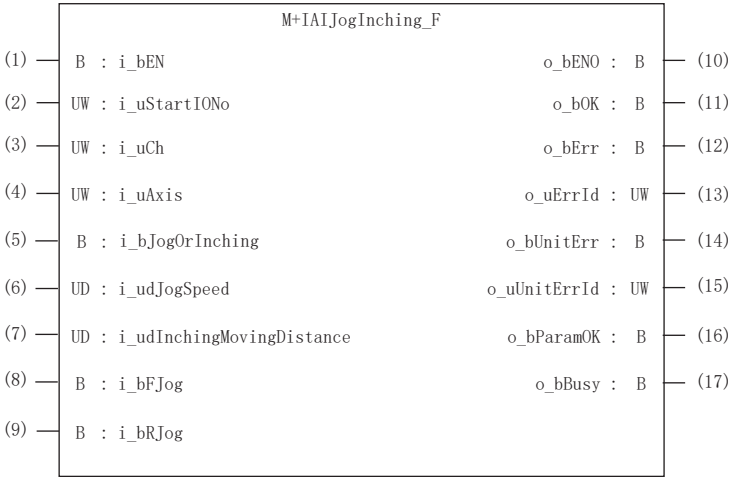 M+IAIJogInching_F
(1) B : i_bEN o_bENO : B (10)
(2) UW : i_uStartIONo o_bOK : B (11)
(3) UW : i_uCh o_bErr : B (12)
(4) UW : i_uAxis o_uErrId : UW (13)
(5) B : i_bJogOrInching o_bUnitErr : B (14)
(6) UD : i_udJogSpeed o_uUnitErrId : UW (15)
(7) UD : i_udInchingMovingDistance o_bParamOK : B (16)
(8) B : i_bFJog o_bBusy : B (17)
(9) B : i_bRJog